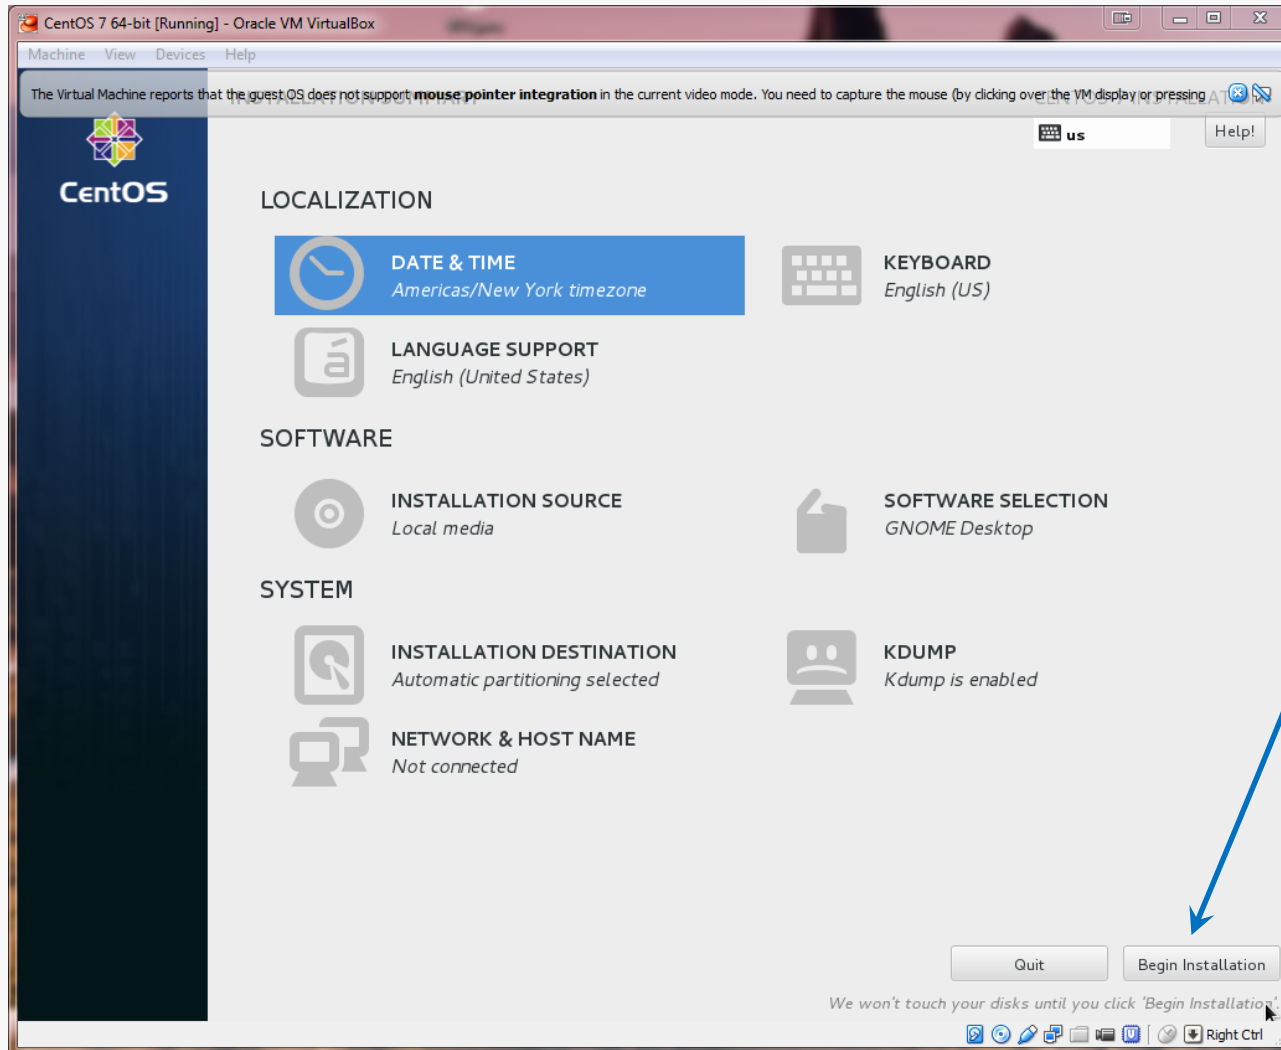 CentOS 7 64-bit [Running] - Oracle VM VirtualBox
Machine View Devices Help
The Virtual Machine reports that the guest OS does not support mouse pointer integration in the current video mode. You need to capture the mouse (by clicking over the VM display or pressing
INSTALLATION SUMMARY
CENTOS 7 INSTALLATION
us
Help!
CentOS
LOCALIZATION
DATE & TIME
Americas/New York timezone
KEYBOARD
English (US)
LANGUAGE SUPPORT
English (United States)
SOFTWARE
INSTALLATION SOURCE
Local media
SOFTWARE SELECTION
GNOME Desktop
SYSTEM
INSTALLATION DESTINATION
Automatic partitioning selected
KDUMP
Kdump is enabled
NETWORK & HOST NAME
Not connected
Quit
Begin Installation
We won't touch your disks until you click 'Begin Installation'.
Right Ctrl